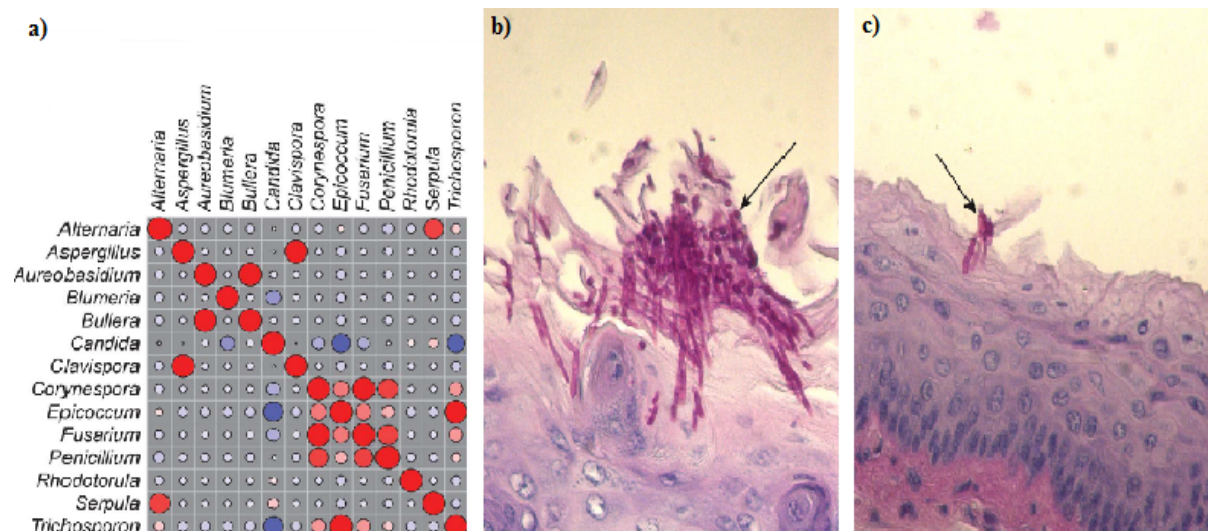 a)
b)
c)
Alternaria
Aspergillus
Aureobasidium
Blumeria
Bullera
Candida
Clavispora
Corynespora
Epicoccum
Fusarium
Penicillium
Rhodotorula
Serpula
Trichosporon
Alternaria
Aspergillus
Aureobasidium
Blumeria
Bullera
Candida
Clavispora
Corynespora
Epicoccum
Fusarium
Penicillium
Rhodotorula
Serpula
Trichosporon